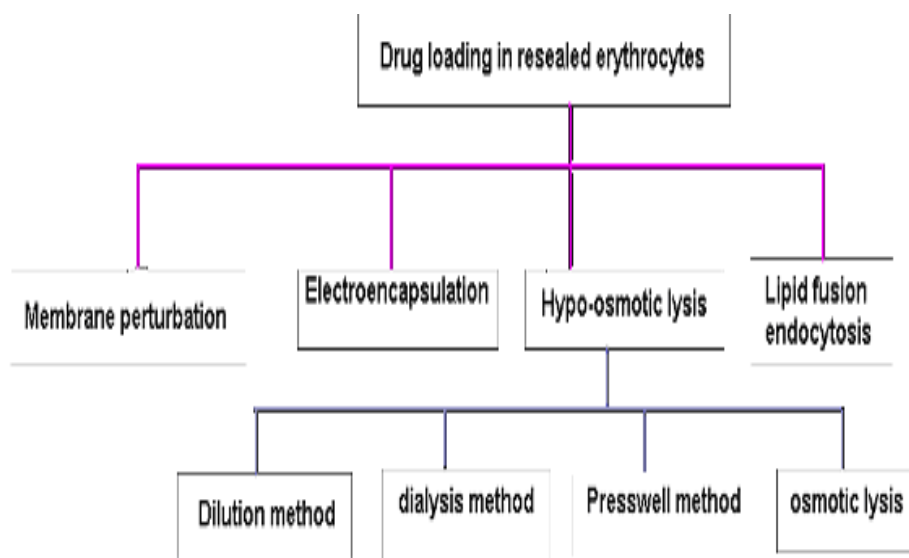 Drug loading in resealed erythrocytes
Membrane perturbation
Electroencapsulation
Hypo-osmotic lysis
Lipid fusion
endocytosis
Dilution method
dialysis method
Presswell method
osmotic lysis